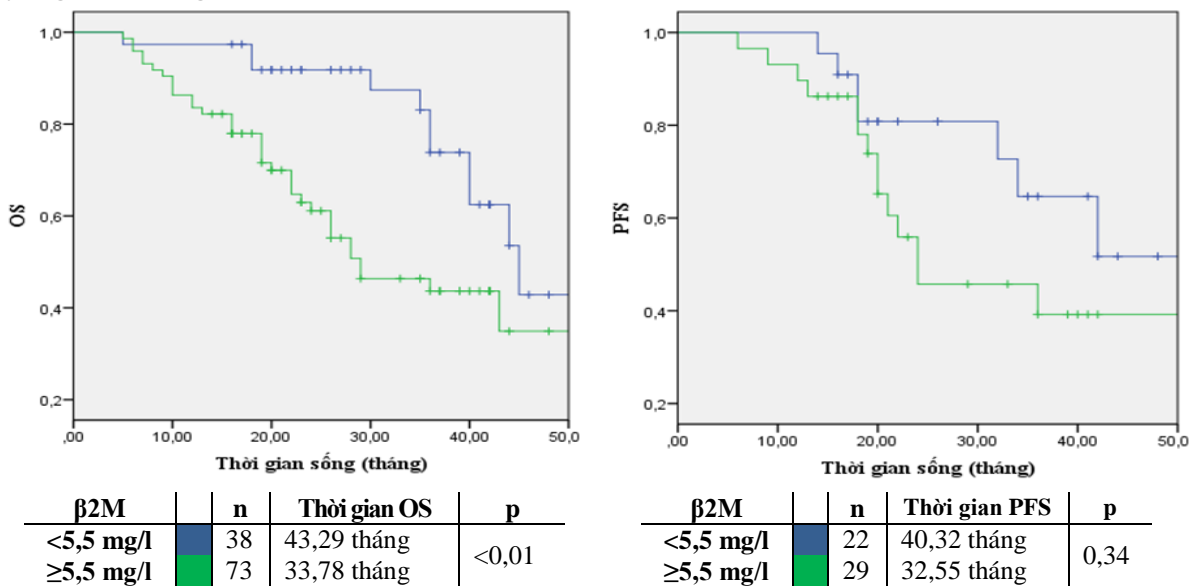 1,0
0,8
0,6
0,4
0,2
OS
,00 10,00 20,00 30,00 40,00 50,0
Thời gian sống (tháng)
β2M n Thời gian OS p
<5,5 mg/l 38 43,29 tháng <0,01
≥5,5 mg/l 73 33,78 tháng
1,0
0,8
0,6
0,4
0,2
PFS
,00 10,00 20,00 30,00 40,00 50,0
Thời gian sống (tháng)
β2M n Thời gian PFS p
<5,5 mg/l 22 40,32 tháng 0,34
≥5,5 mg/l 29 32,55 tháng